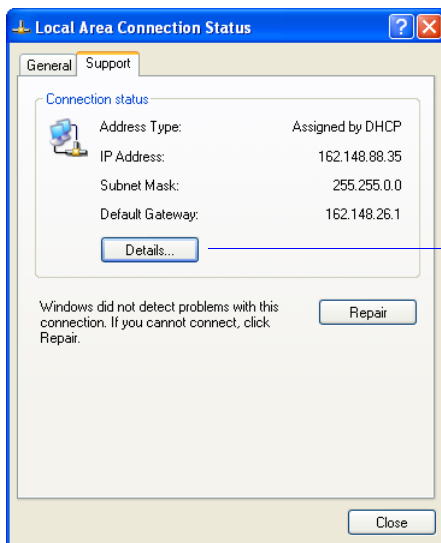 Local Area Connection Status
General Support
Connection status
Address Type: Assigned by DHCP
IP Address: 162.148.88.35
Subnet Mask: 255.255.0.0
Default Gateway: 162.148.26.1
Details...
Windows did not detect problems with this
connection. If you cannot connect, click
Repair.
Repair
Close